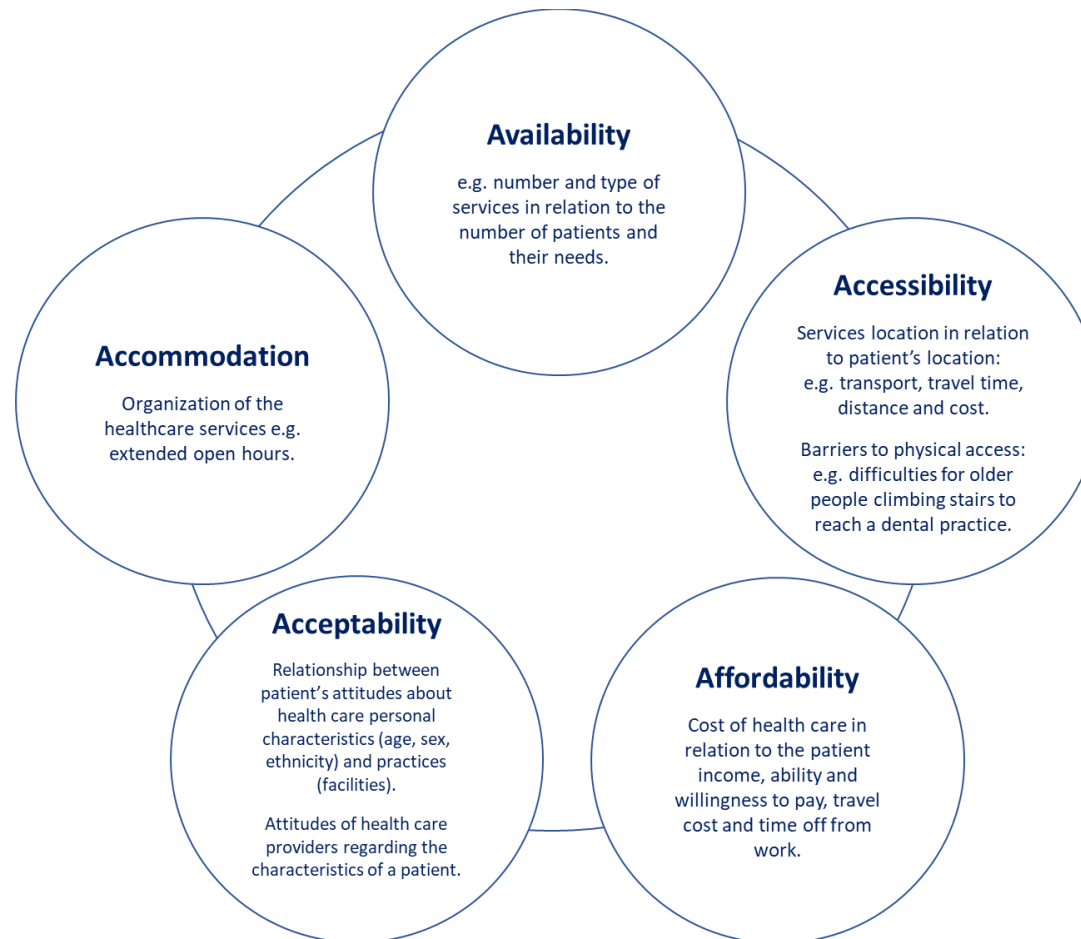 Availability
e.g. number and type of
services in relation to the
number of patients and
their needs.
Accessibility
Services location in relation
to patient's location:
e.g. transport, travel time,
distance and cost.
Barriers to physical access:
e.g. difficulties for older
people climbing stairs to
reach a dental practice.
Affordability
Cost of health care in
relation to the patient
income, ability and
willingness to pay, travel
cost and time off from
work.
Acceptability
Relationship between
patient's attitudes about
health care personal
characteristics (age, sex,
ethnicity) and practices
(facilities).
Attitudes of health care
providers regarding the
characteristics of a patient.
Accommodation
Organization of the
healthcare services e.g.
extended open hours.